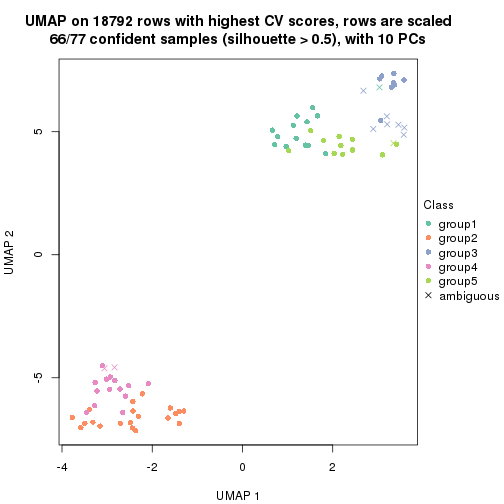 UMAP on 18792 rows with highest CV scores, rows are scaled
66/77 confident samples (silhouette > 0.5), with 10 PCs
5
0
-5
UMAP 2
-4
-2
0
2
UMAP 1
Class
group1
group2
group3
group4
group5
ambiguous